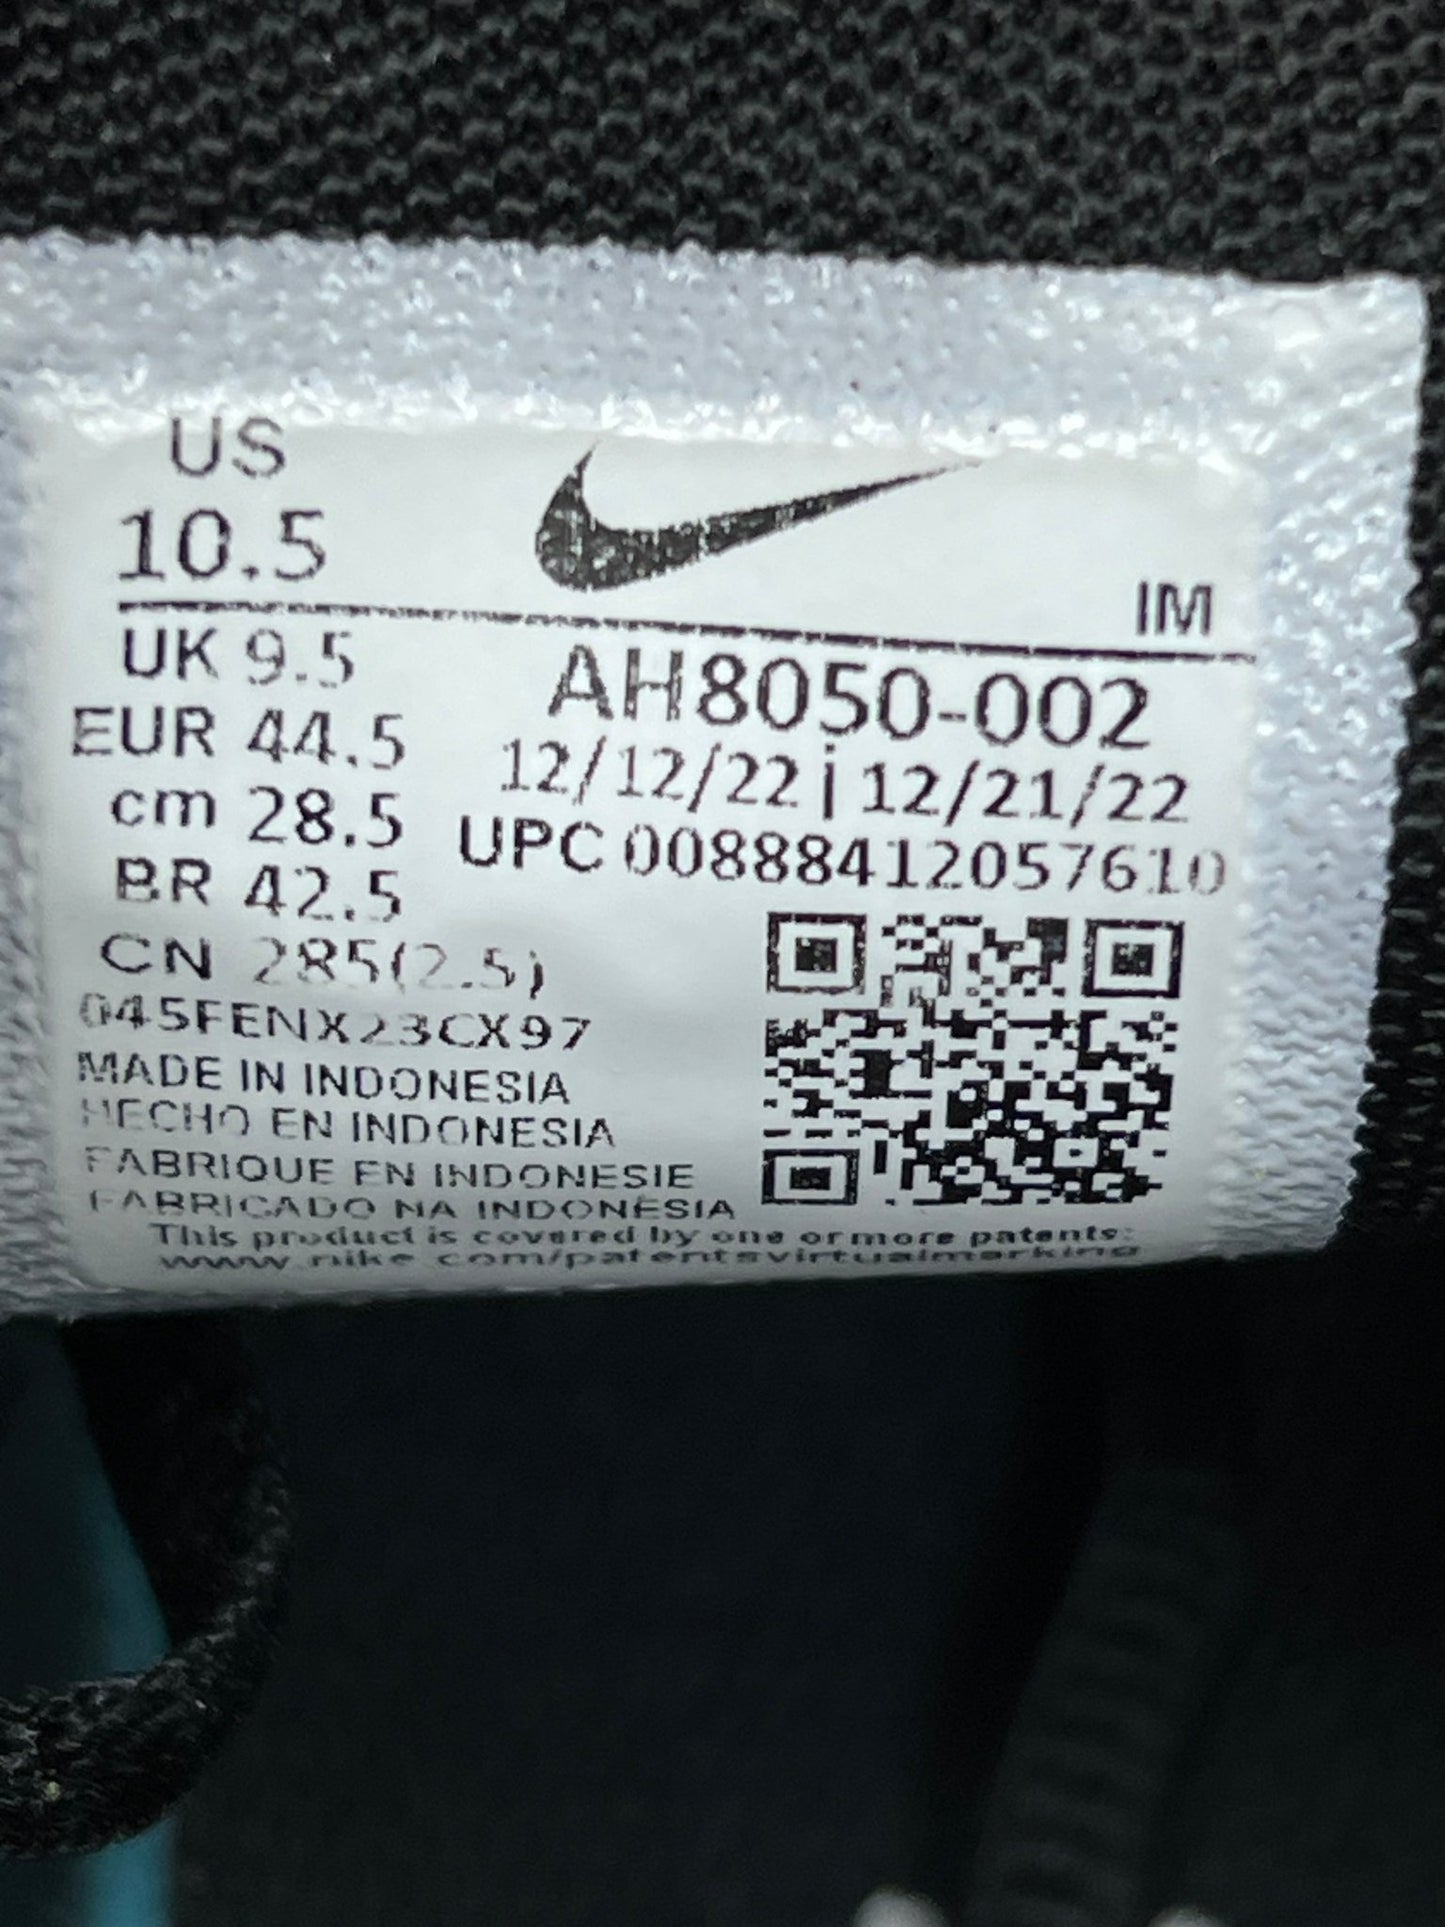 US
10.5
IM
UK 9.5
EUR 44.5
cm 28.5
BR 42.5
CN 285(2.5)
AH8050-002
12/12/22 | 12/21/22
UPC 00888412057610
045FENX23CX97
MADE IN INDONESIA
HECHO EN INDONESIA
FABRIQUE EN INDONESIE
FABRICADO NA INDONÉSIA
This product is covered by one or more patents:
www.nike.com/patentsvirtualmarking